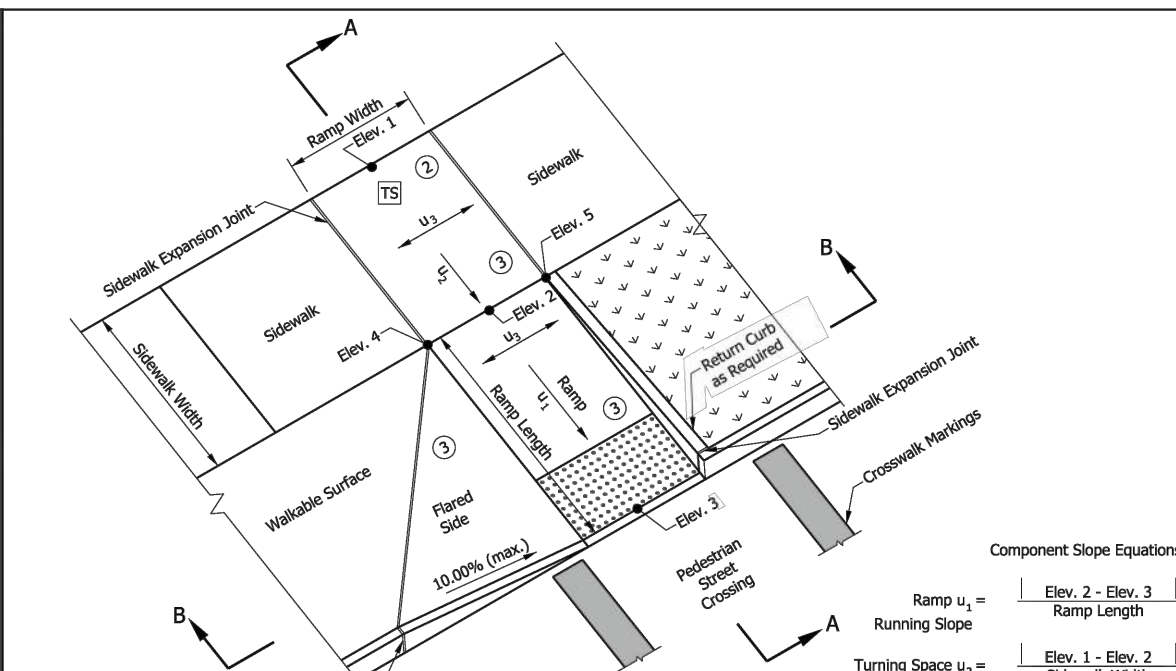 A
Ramp Width
Elev. 1
2
TS
Sidewalk
u3
Sidewalk Expansion Joint
Elev. 5
3
B
u2
Elev. 2
Sidewalk
Elev. 4
u3
Return Curb
as Required
Sidewalk Width
Ramp
u1
Ramp Length
3
Sidewalk Expansion Joint
3
Crosswalk Markings
Walkable Surface
Flared
Side
Elev. 3
10.00% (max.)
Pedestrian
Street
Crossing
Component Slope Equations
Ramp u1 =
Running Slope
Elev. 2 - Elev. 3
Ramp Length
B
A
Turning Space u2 =
Elev. 1 - Elev. 2
Sidewalk Width